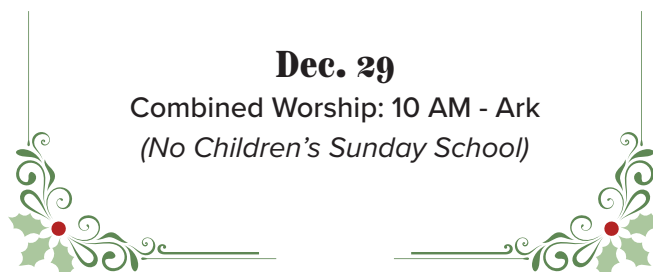 Dec. 29
Combined Worship: 10 AM - Ark
(No Children’s Sunday School)